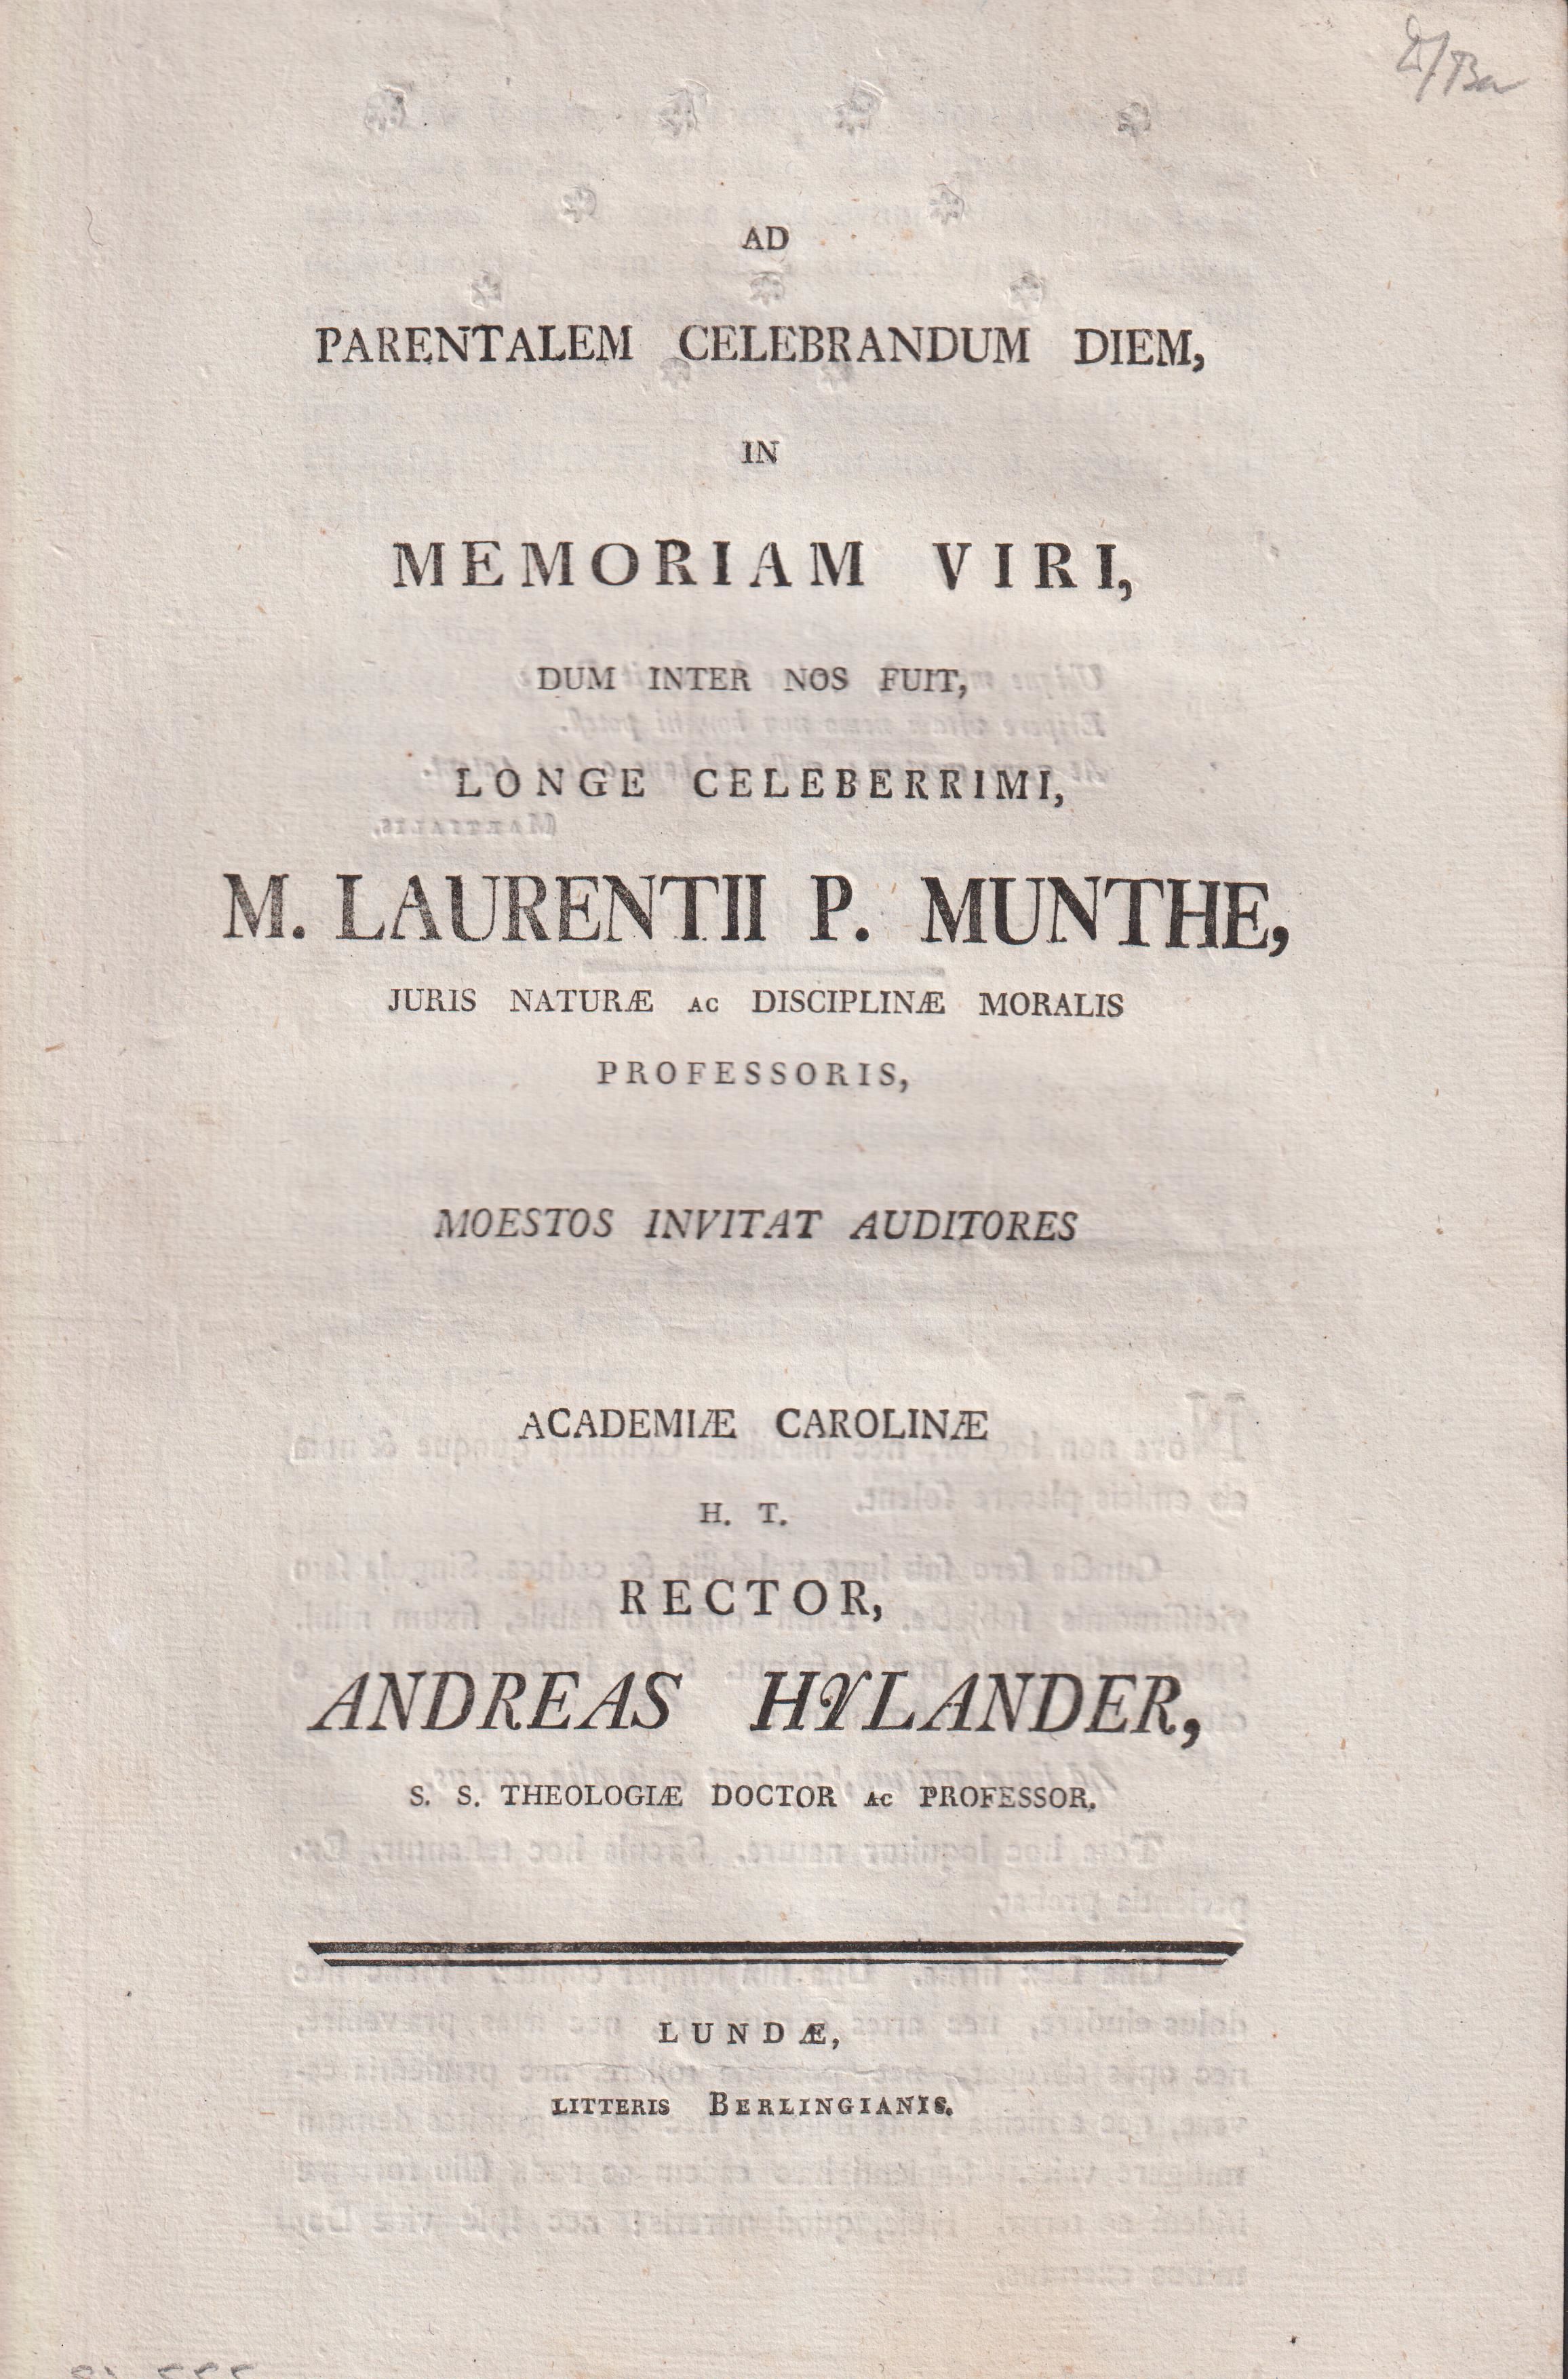 AD
PARENTALEM CELEBRANDUM DIEM,
IN
MEMORIAM VIRI,
DUM INTER NOS FUIT,
LONGE CELEBERRIMI,
M. LAURENTII P. MUNTHE,
JURIS NATURÆ AC DISCIPLINÆ MORALIS
PROFESSORIS,
MOESTOS INVITAT AUDITORES
ACADEMIÆ CAROLINÆ
H. T.
RECTOR,
ANDREAS HYLANDER,
S. S. THEOLOGIÆ DOCTOR AC PROFESSOR.
LUNDÆ,
LITTERIS BERLINGIANIS.